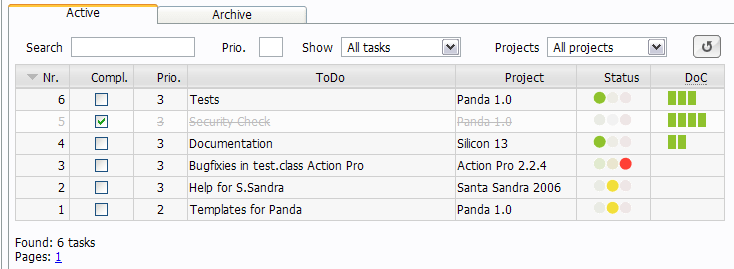 Active Archive
Search Prio. Show All tasks Projects All projects
Nr. Compl. Prio. ToDo Project Status DoC
6 3 Tests Panda 1.0
5 3 Security Check Panda 1.0
4 3 Documentation Silicon 13
3 3 Bugfixies in test.class Action Pro Action Pro 2.2.4
2 3 Help for S.Sandra Santa Sandra 2006
1 2 Templates for Panda Panda 1.0
Found: 6 tasks
Pages: 1